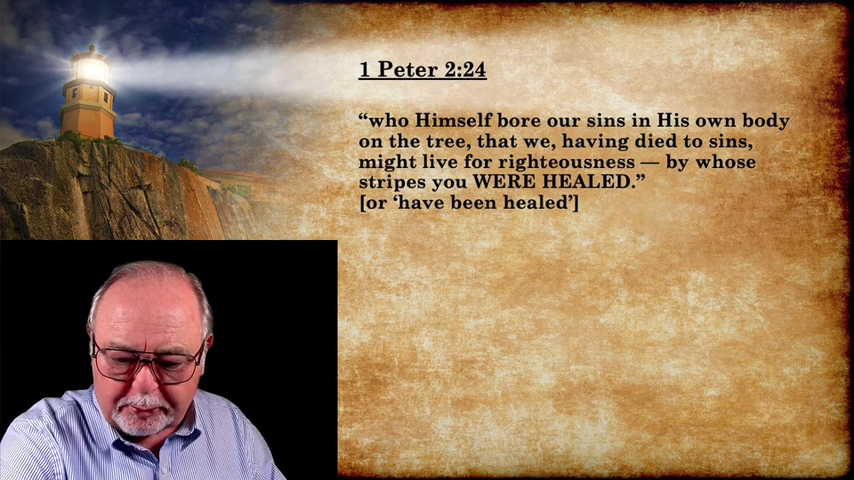 1 Peter 2:24
“who Himself bore our sins in His own body
on the tree, that we, having died to sins,
might live for righteousness — by whose
stripes you WERE HEALED.”
[or ‘have been healed’]